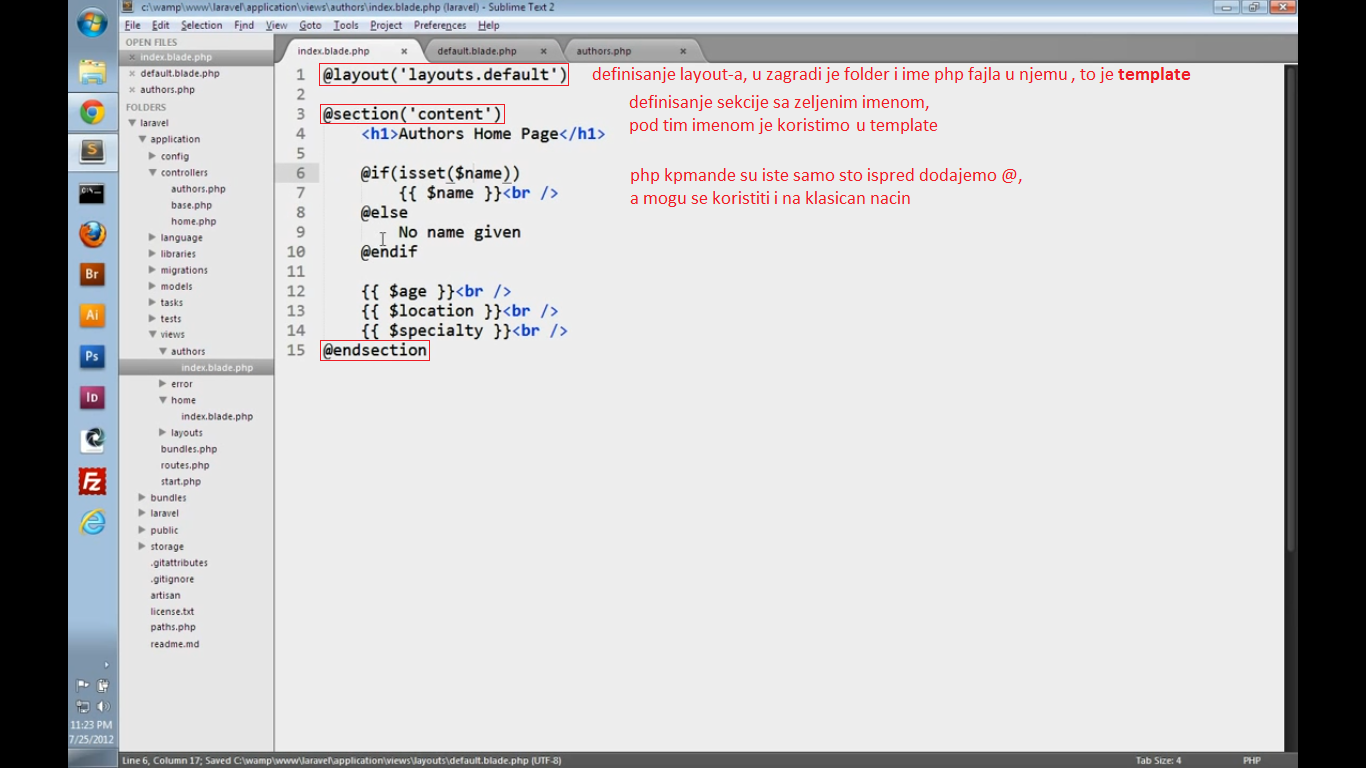 c:\wamp\www\laravel\application\views\authors\index.blade.php (laravel) - Sublime Text 2
File Edit Selection Find View Goto Tools Project Preferences Help
OPEN FILES
index.blade.php
default.blade.php
authors.php
FOLDERS
laravel
application
config
controllers
authors.php
base.php
home.php
language
libraries
migrations
models
tasks
tests
views
authors
index.blade.php
error
home
index.blade.php
layouts
bundles.php
routes.php
start.php
bundles
laravel
public
storage
.gitattributes
.gitignore
artisan
license.txt
paths.php
readme.md
index.blade.php default.blade.php authors.php
1 @layout('layouts.default') definisanje layout-a, u zagradi je folder i ime php fajla u njemu , to je template
2
definisanje sekcije sa zeljenim imenom,
3 @section('content')
pod tim imenom je koristimo u template
4 <h1>Authors Home Page</h1>
5
6 @if(isset($name)) php kpmande su iste samo sto ispred dodajemo @,
7 {{ $name }}<br /> a mogu se koristiti i na klasican nacin
8 @else
9 No name given
10 @endif
11
12 {{ $age }}<br />
13 {{ $location }}<br />
14 {{ $specialty }}<br />
15 @endsection
Br
Ai
Ps
Id
Fz
11:23 PM
7/25/2012
Line 6, Column 17; Saved C:\wamp\www\laravel\application\views\layouts\default.blade.php (UTF-8) Tab Size: 4 PHP